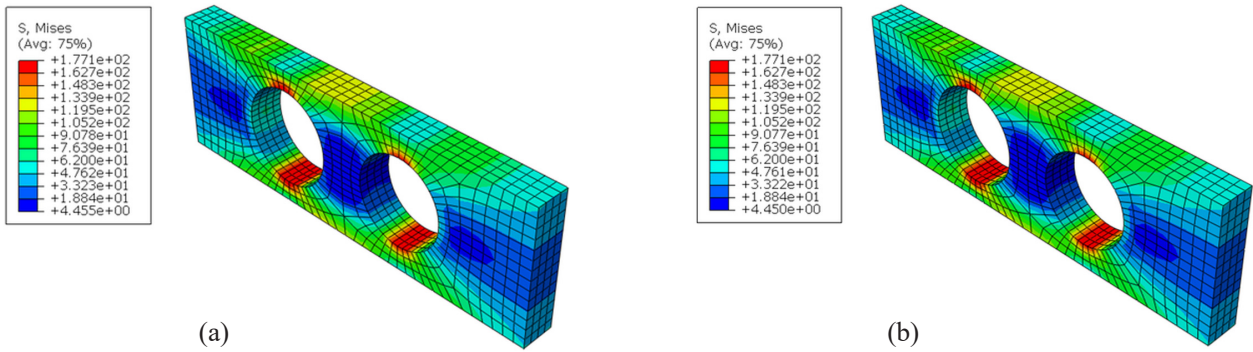 S, Mises
(Avg: 75%)
+1.771e+02
+1.627e+02
+1.483e+02
+1.339e+02
+1.195e+02
+1.052e+02
+9.078e+01
+7.639e+01
+6.200e+01
+4.762e+01
+3.323e+01
+1.884e+01
+4.455e+00
(a)
S, Mises
(Avg: 75%)
+1.771e+02
+1.627e+02
+1.483e+02
+1.339e+02
+1.195e+02
+1.052e+02
+9.077e+01
+7.639e+01
+6.200e+01
+4.761e+01
+3.322e+01
+1.884e+01
+4.450e+00
(b)